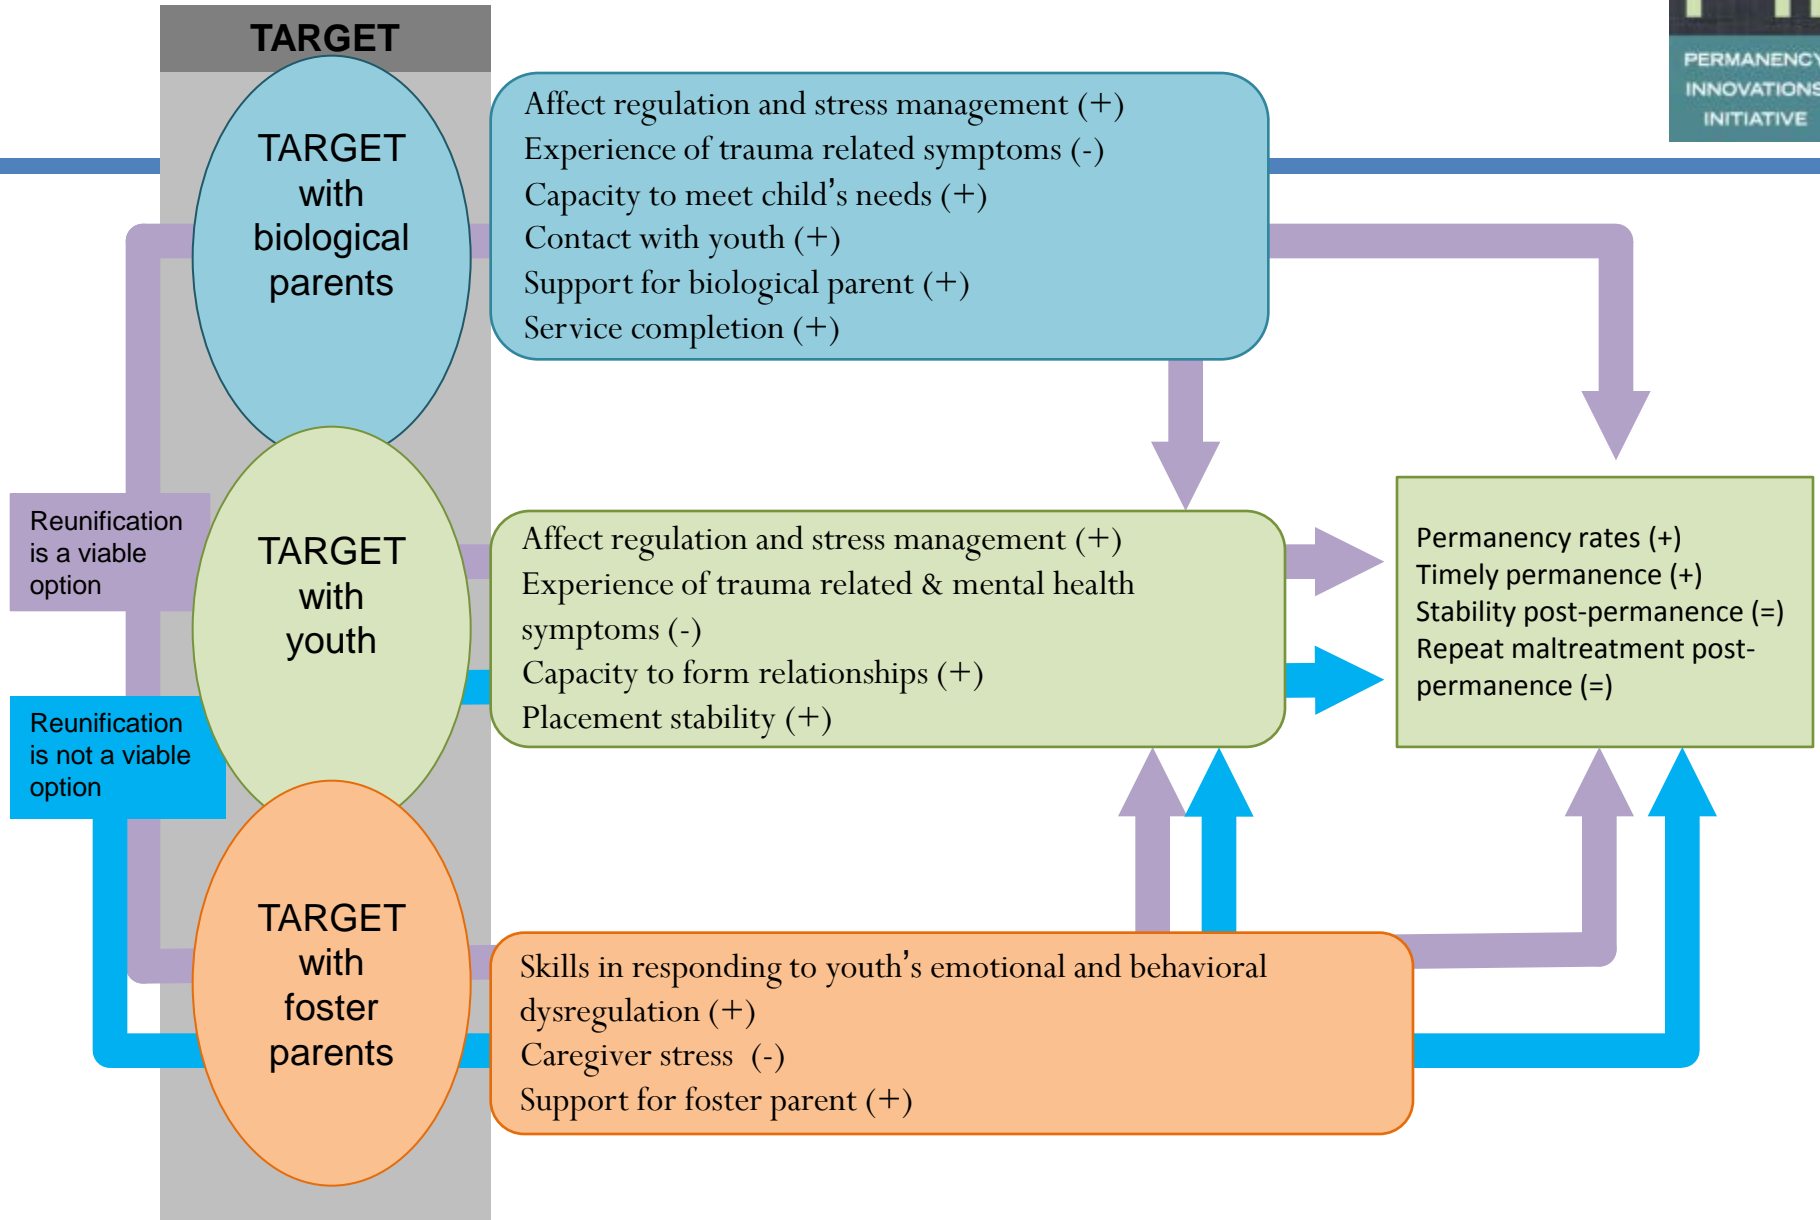 TARGET
PERMANENCY
INNOVATIONS
INITIATIVE
TARGET
with
biological
parents
Affect regulation and stress management (+)
Experience of trauma related symptoms (-)
Capacity to meet child’s needs (+)
Contact with youth (+)
Support for biological parent (+)
Service completion (+)
Reunification
is a viable
option
TARGET
with
youth
Affect regulation and stress management (+)
Experience of trauma related & mental health
symptoms (-)
Capacity to form relationships (+)
Placement stability (+)
Permanency rates (+)
Timely permanence (+)
Stability post-permanence (=)
Repeat maltreatment post-
permanence (=)
Reunification
is not a viable
option
TARGET
with
foster
parents
Skills in responding to youth’s emotional and behavioral
dysregulation (+)
Caregiver stress  (-)
Support for foster parent (+)